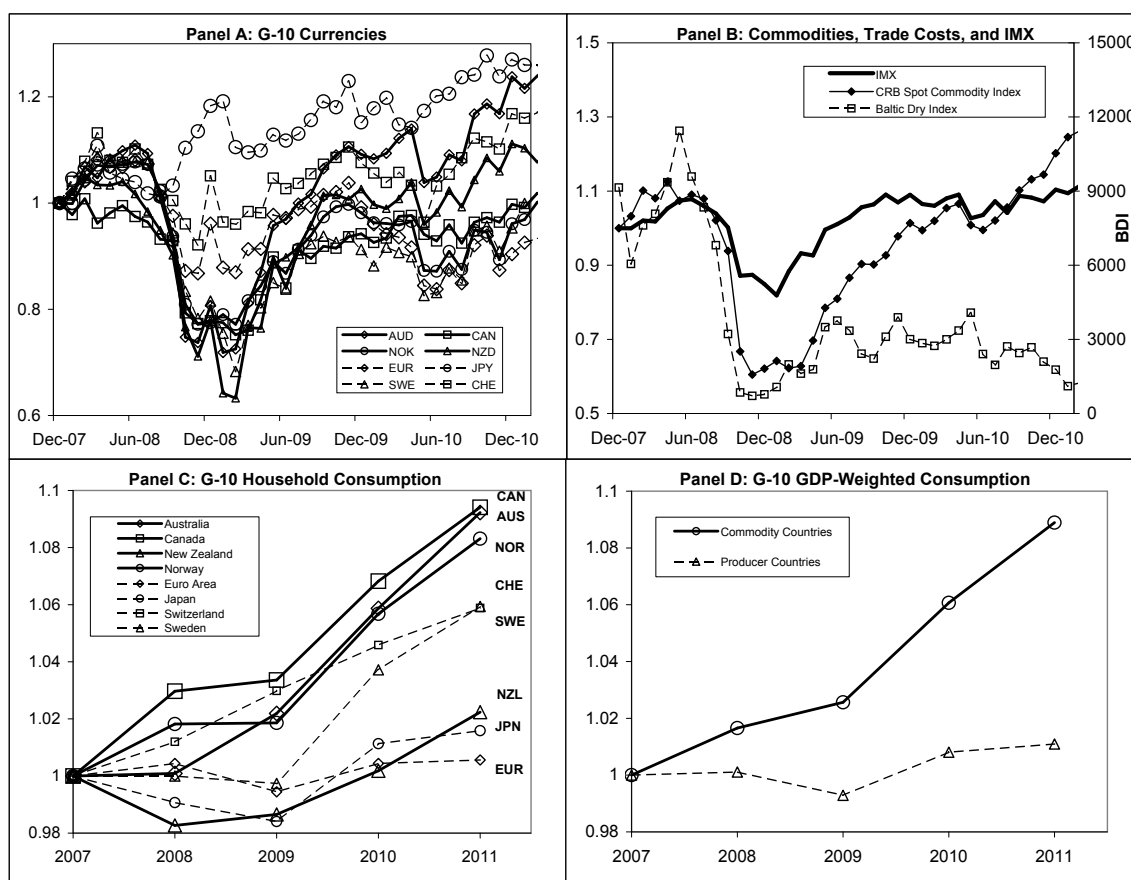 Panel A: G-10 Currencies
1.2
1
0.8
0.6
AUD
CAN
NOK
NZD
EUR
JPY
SWE
CHE
Dec-07
Jun-08
Dec-08
Jun-09
Dec-09
Jun-10
Dec-10
Panel B: Commodities, Trade Costs, and IMX
1.5
1.3
1.1
0.9
0.7
0.5
IMX
CRB Spot Commodity Index
Baltic Dry Index
15000
12000
9000
6000
3000
0
BDI
Dec-07
Jun-08
Dec-08
Jun-09
Dec-09
Jun-10
Dec-10
Panel C: G-10 Household Consumption
1.1
1.08
1.06
1.04
1.02
1
0.98
Australia
Canada
New Zealand
Norway
Euro Area
Japan
Switzerland
Sweden
CAN
AUS
NOR
CHE
SWE
NZL
JPN
EUR
2007
2008
2009
2010
2011
Panel D: G-10 GDP-Weighted Consumption
1.1
1.08
1.06
1.04
1.02
1
0.98
Commodity Countries
Producer Countries
2007
2008
2009
2010
2011